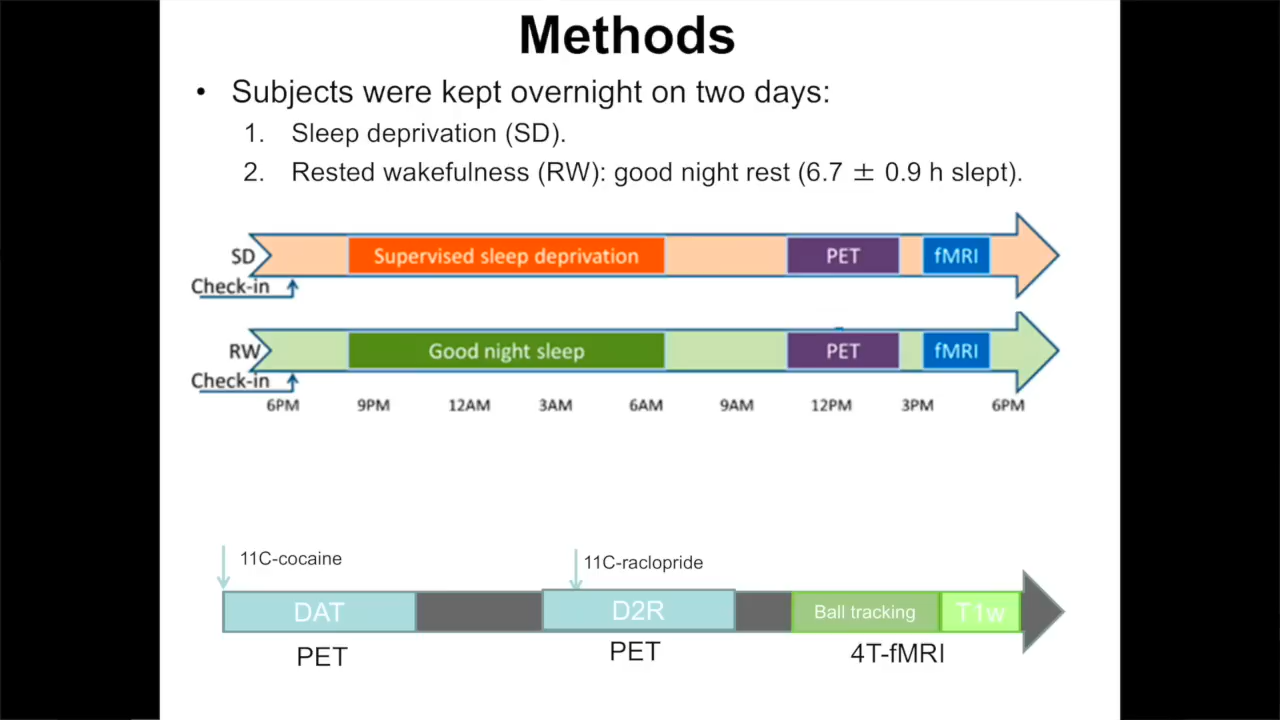 Methods
• Subjects were kept overnight on two days:
1. Sleep deprivation (SD).
2. Rested wakefulness (RW): good night rest (6.7 ± 0.9 h slept).
SD Supervised sleep deprivation PET fMRI
Check-in
RW Good night sleep PET fMRI
Check-in
6PM 9PM 12AM 3AM 6AM 9AM 12PM 3PM 6PM
11C-cocaine 11C-raclopride
DAT D2R Ball tracking T1w
PET PET 4T-fMRI